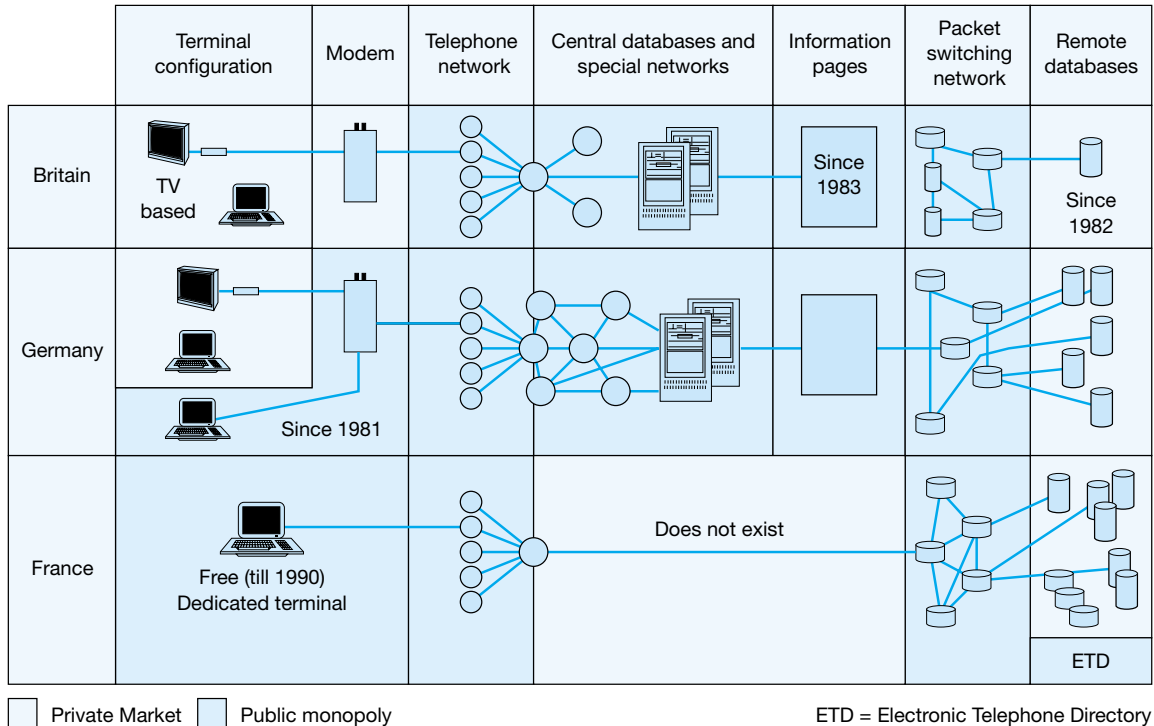 Terminal
configuration
Modem
Telephone
network
Central databases and
special networks
Information
pages
Packet
switching
network
Remote
databases
Britain
TV
based
Since
1983
Since
1982
Germany
Since 1981
France
Free (till 1990)
Dedicated terminal
Does not exist
ETD
Private Market
Public monopoly
ETD = Electronic Telephone Directory